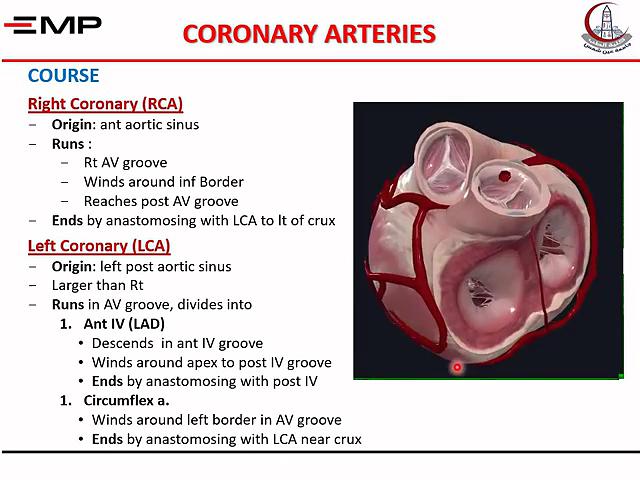 EMP
CORONARY ARTERIES
COURSE
Right Coronary (RCA)
– Origin: ant aortic sinus
– Runs :
– Rt AV groove
– Winds around inf Border
– Reaches post AV groove
– Ends by anastomosing with LCA to lt of crux
Left Coronary (LCA)
– Origin: left post aortic sinus
– Larger than Rt
– Runs in AV groove, divides into
1. Ant IV (LAD)
• Descends in ant IV groove
• Winds around apex to post IV groove
• Ends by anastomosing with post IV
1. Circumflex a.
• Winds around left border in AV groove
• Ends by anastomosing with LCA near crux